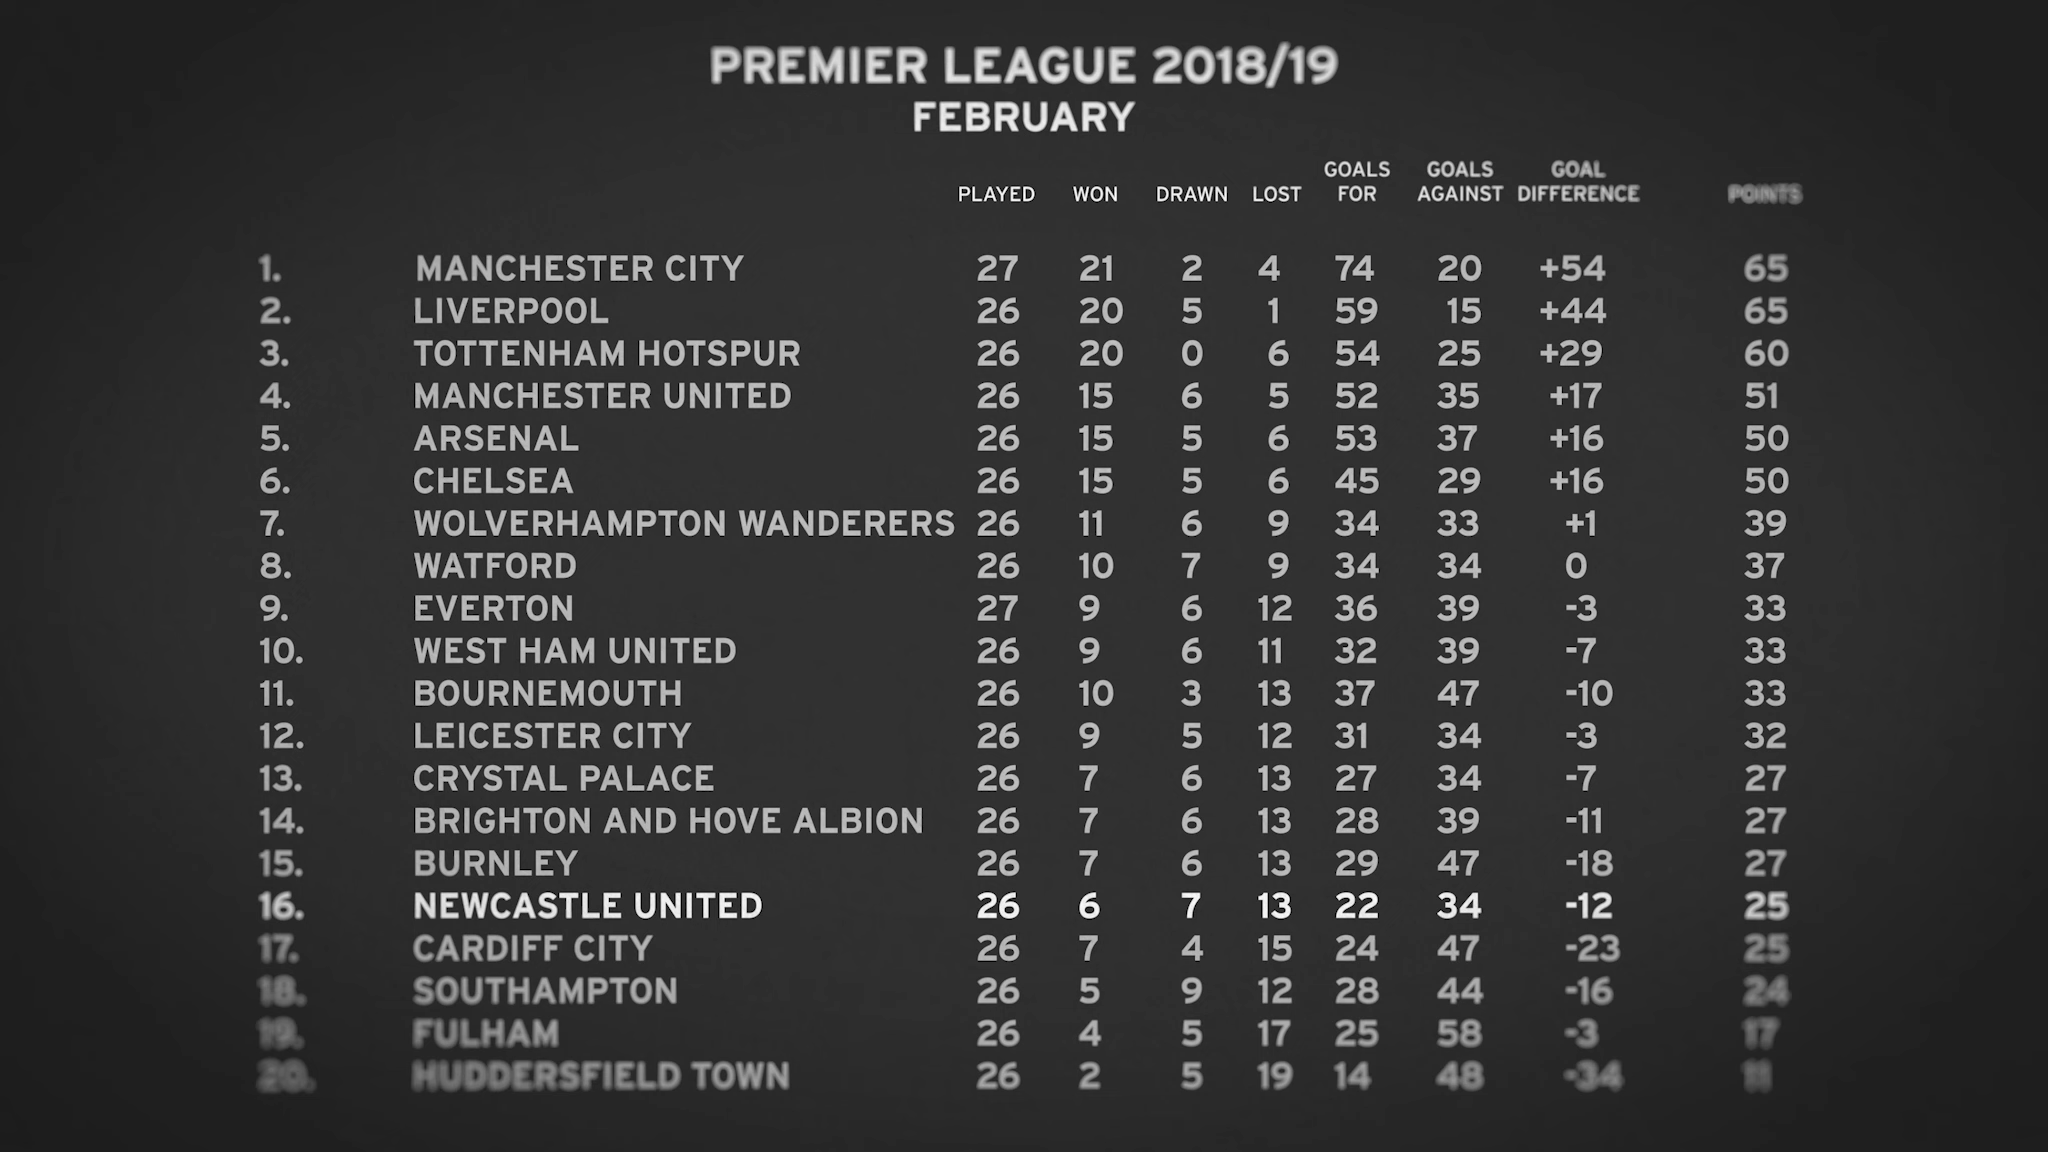 PREMIER LEAGUE 2018/19
FEBRUARY
PLAYED WON DRAWN LOST GOALS FOR GOALS AGAINST GOAL DIFFERENCE POINTS
1. MANCHESTER CITY 27 21 2 4 74 20 +54 65
2. LIVERPOOL 26 20 5 1 59 15 +44 65
3. TOTTENHAM HOTSPUR 26 20 0 6 54 25 +29 60
4. MANCHESTER UNITED 26 15 6 5 52 35 +17 51
5. ARSENAL 26 15 5 6 53 37 +16 50
6. CHELSEA 26 15 5 6 45 29 +16 50
7. WOLVERHAMPTON WANDERERS 26 11 6 9 34 33 +1 39
8. WATFORD 26 10 7 9 34 34 0 37
9. EVERTON 27 9 6 12 36 39 -3 33
10. WEST HAM UNITED 26 9 6 11 32 39 -7 33
11. BOURNEMOUTH 26 10 3 13 37 47 -10 33
12. LEICESTER CITY 26 9 5 12 31 34 -3 32
13. CRYSTAL PALACE 26 7 6 13 27 34 -7 27
14. BRIGHTON AND HOVE ALBION 26 7 6 13 28 39 -11 27
15. BURNLEY 26 7 6 13 29 47 -18 27
16. NEWCASTLE UNITED 26 6 7 13 22 34 -12 25
17. CARDIFF CITY 26 7 4 15 24 47 -23 25
18. SOUTHAMPTON 26 5 9 12 28 44 -16 24
19. FULHAM 26 4 5 17 25 58 -3 17
20. HUDDERSFIELD TOWN 26 2 5 19 14 48 -34 11